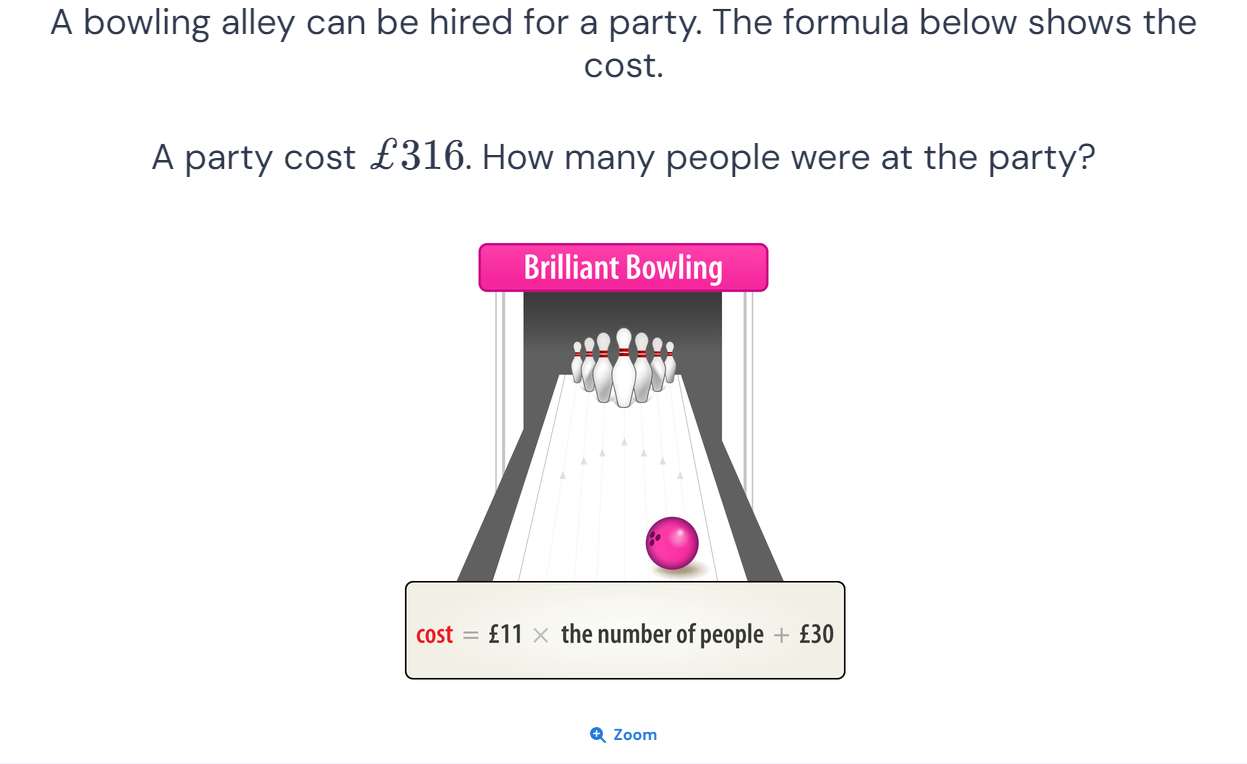 A bowling alley can be hired for a party. The formula below shows the
cost.
A party cost £316. How many people were at the party?
Brilliant Bowling
cost = £11 × the number of people + £30
Zoom